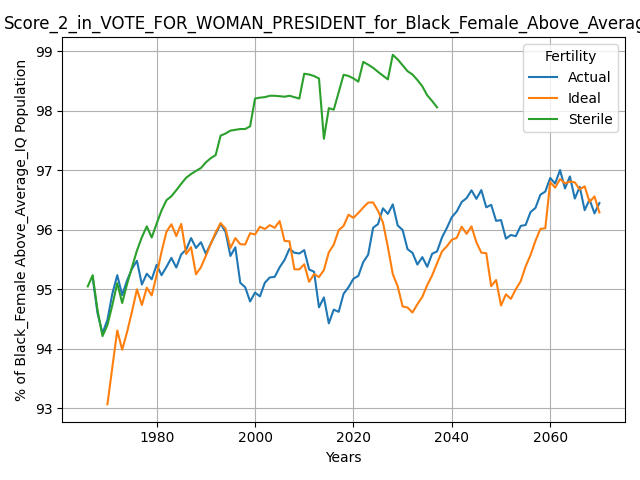 Score_2_in_VOTE_FOR_WOMAN_PRESIDENT_for_Black_Female_Above_Averag
Fertility
Actual
Ideal
Sterile
% of Black_Female Above_Average_IQ Population
99
98
97
96
95
94
93
1980
2000
2020
2040
2060
Years